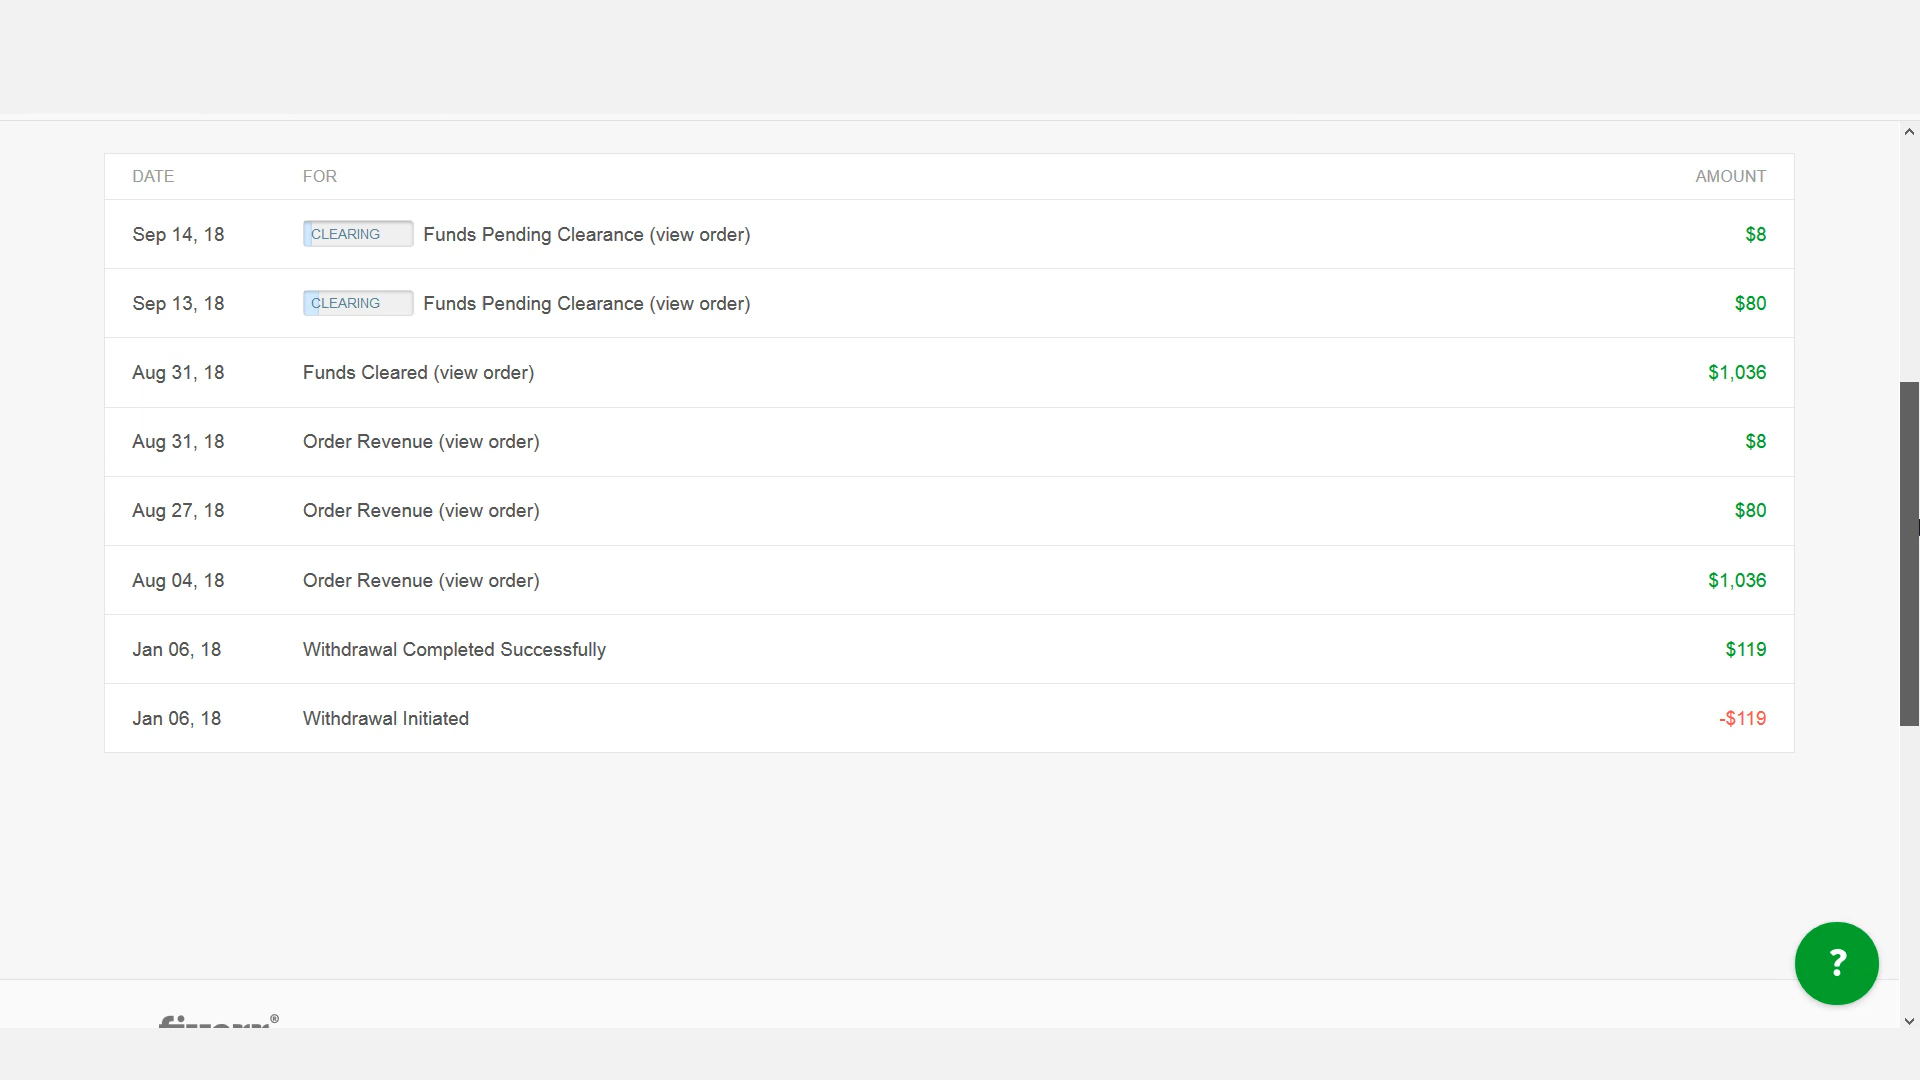 DATE FOR AMOUNT
Sep 14, 18 CLEARING Funds Pending Clearance (view order) $8
Sep 13, 18 CLEARING Funds Pending Clearance (view order) $80
Aug 31, 18 Funds Cleared (view order) $1,036
Aug 31, 18 Order Revenue (view order) $8
Aug 27, 18 Order Revenue (view order) $80
Aug 04, 18 Order Revenue (view order) $1,036
Jan 06, 18 Withdrawal Completed Successfully $119
Jan 06, 18 Withdrawal Initiated -$119
?
fiverr®